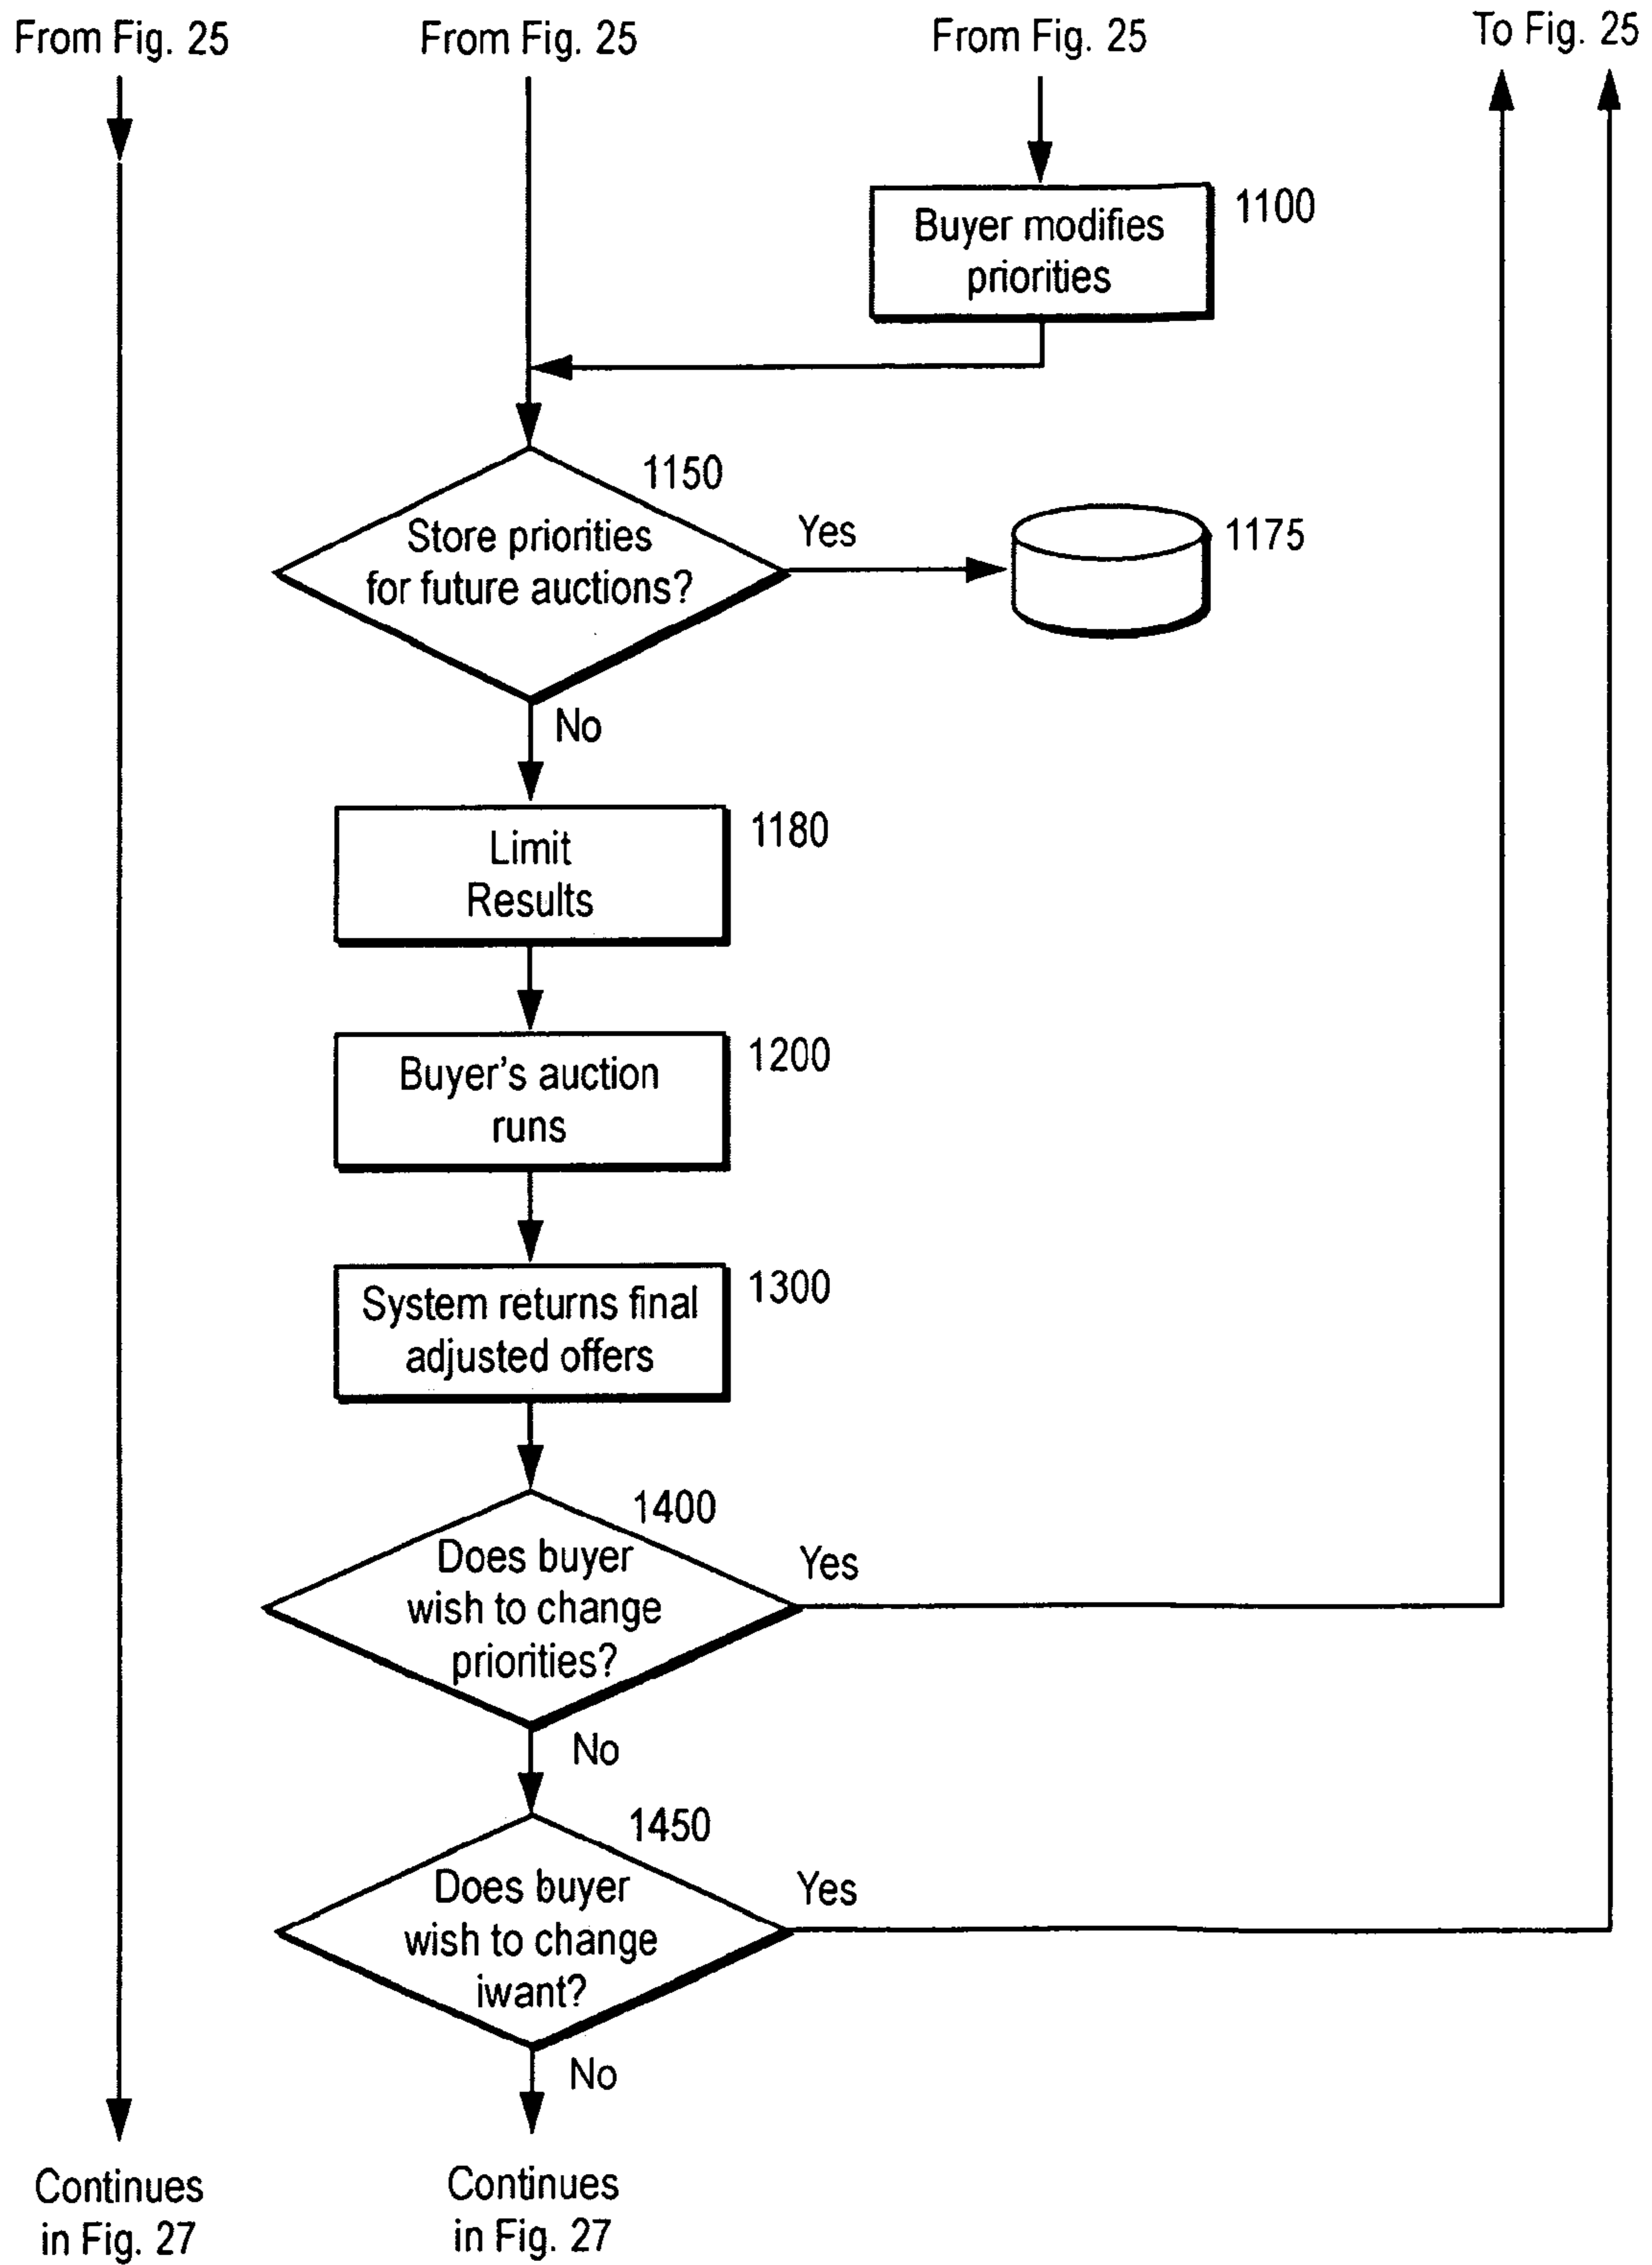 From Fig. 25
From Fig. 25
From Fig. 25
To Fig. 25
1100
Buyer modifies
priorities
1150
Store priorities
for future auctions?
Yes
1175
No
1180
Limit
Results
1200
Buyer's auction
runs
1300
System returns final
adjusted offers
1400
Does buyer
wish to change
priorities?
Yes
No
1450
Does buyer
wish to change
iwant?
Yes
No
Continues
in Fig. 27
Continues
in Fig. 27